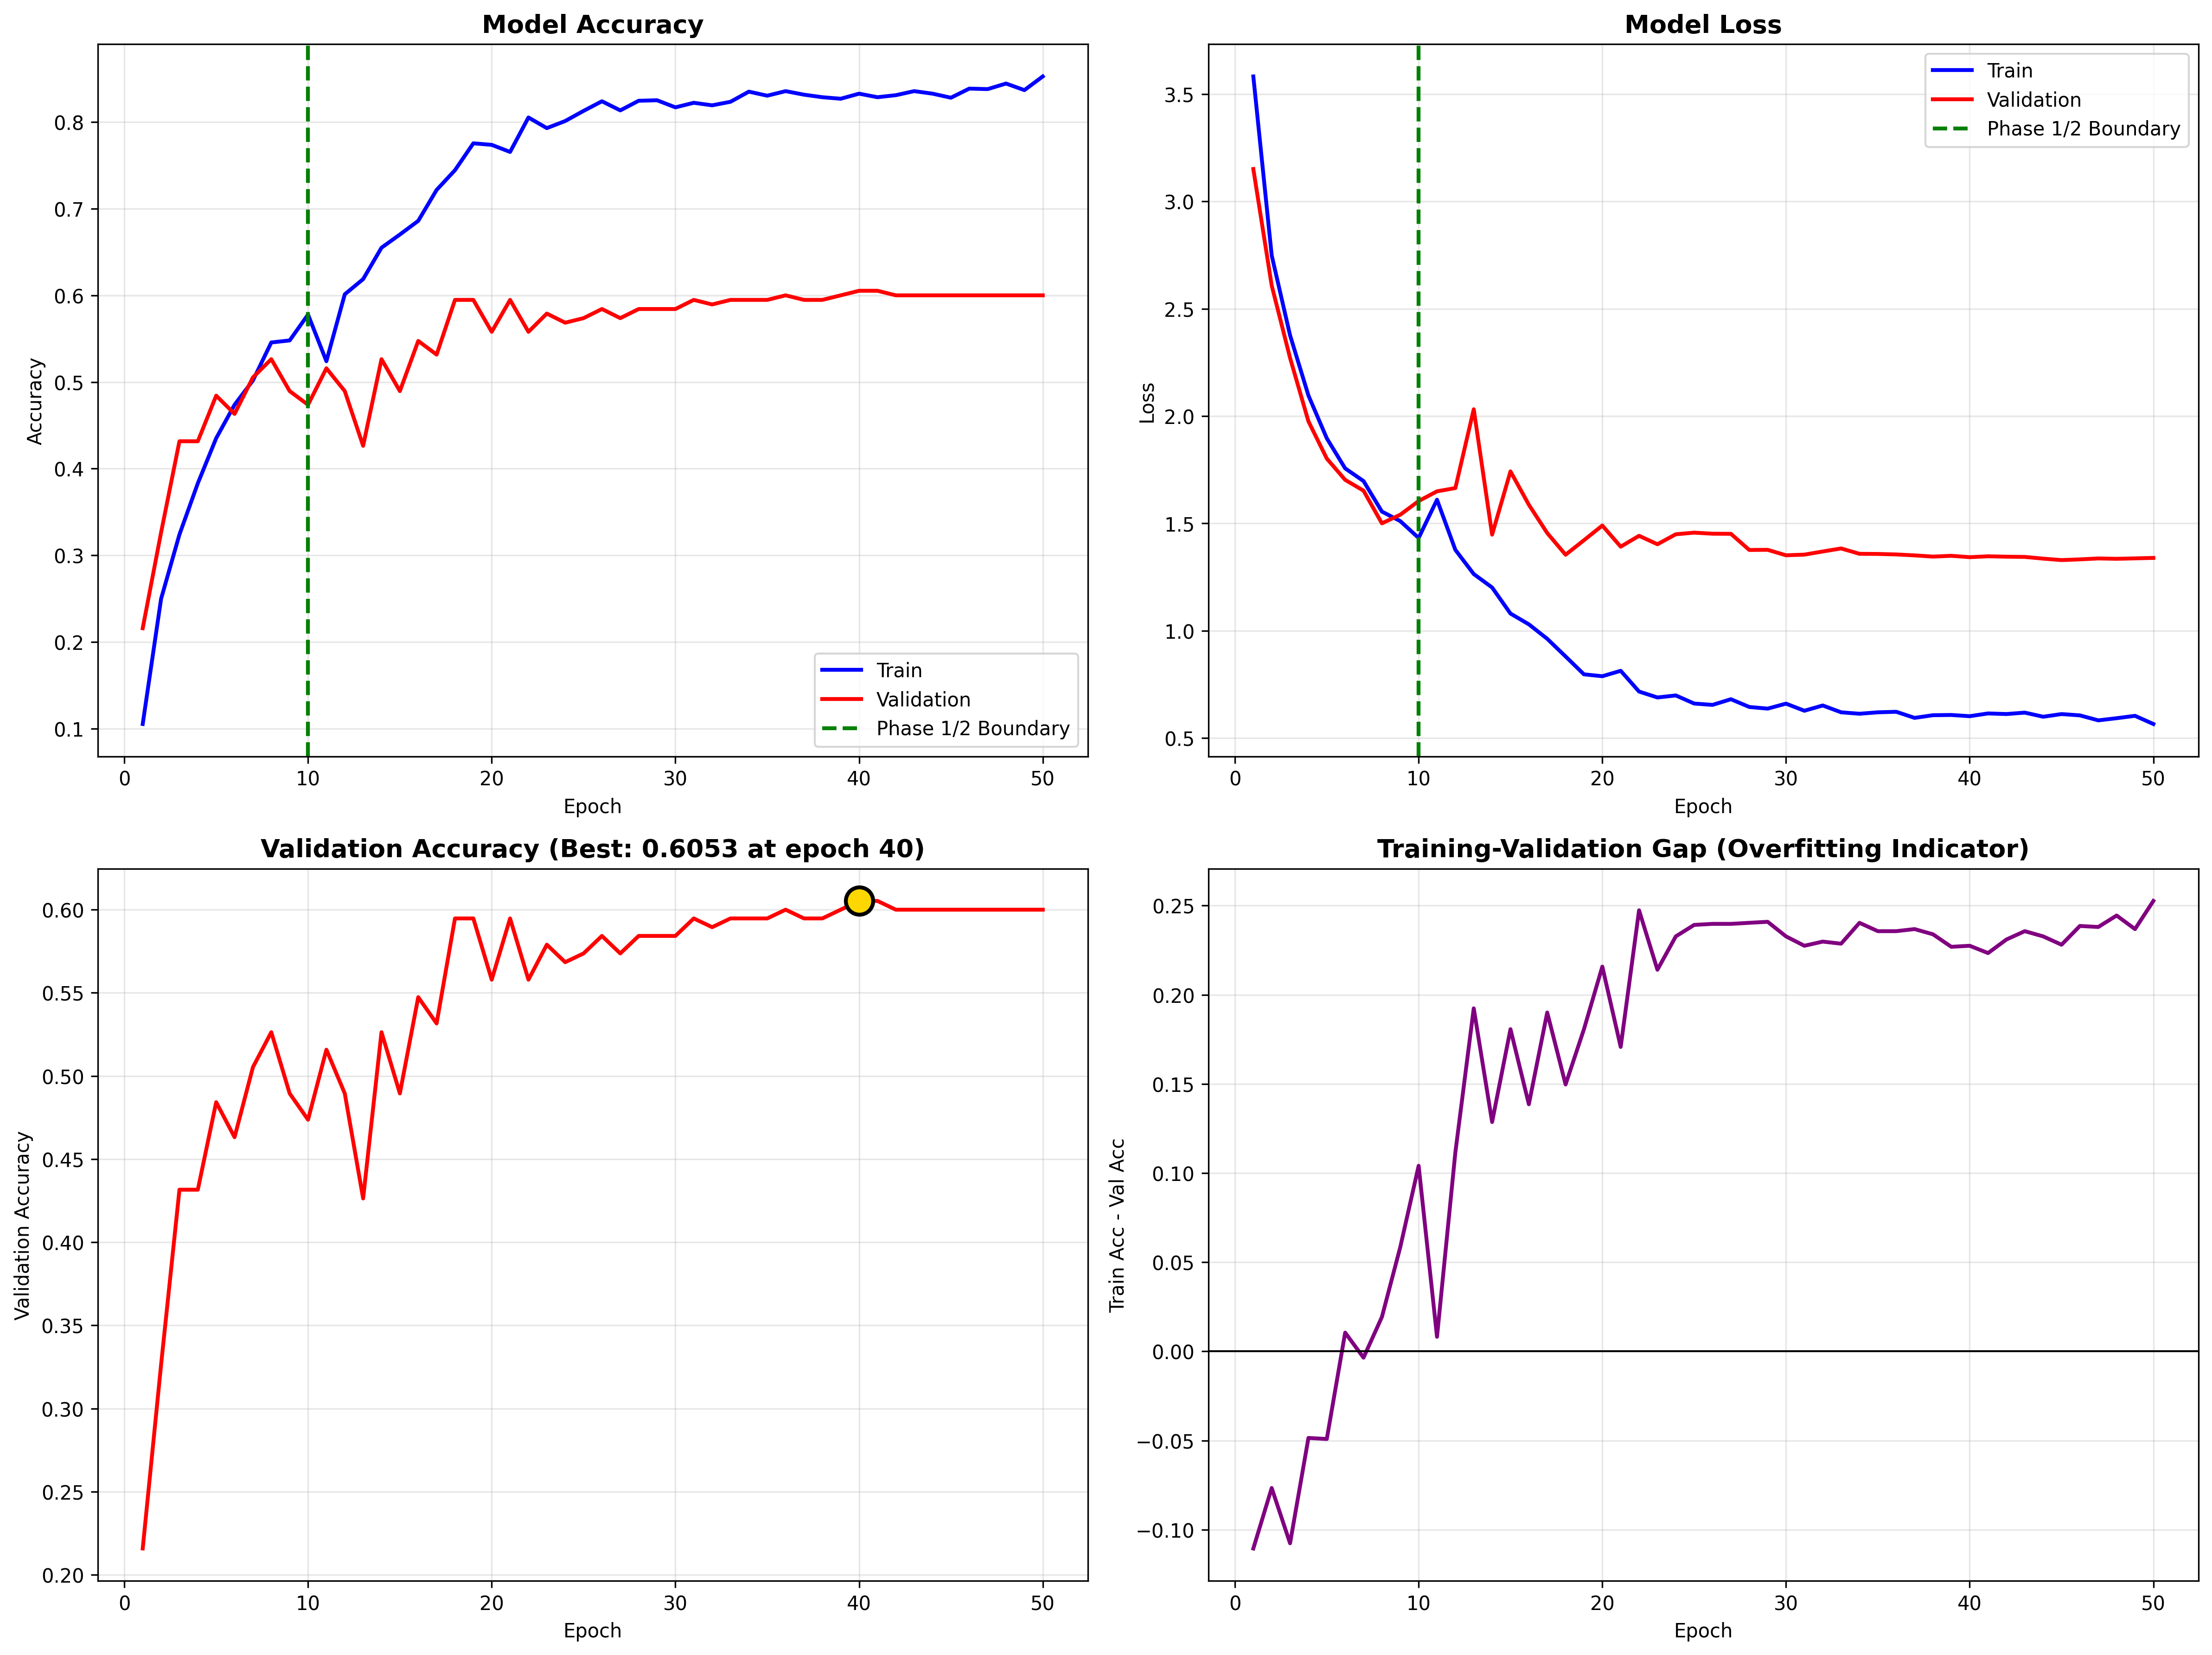 Model Accuracy
Accuracy
0.8
0.7
0.6
0.5
0.4
0.3
0.2
0.1
Train
Validation
Phase 1/2 Boundary
0 10 20 30 40 50
Epoch
Model Loss
Loss
3.5
3.0
2.5
2.0
1.5
1.0
0.5
Train
Validation
Phase 1/2 Boundary
0 10 20 30 40 50
Epoch
Validation Accuracy (Best: 0.6053 at epoch 40)
Validation Accuracy
0.60
0.55
0.50
0.45
0.40
0.35
0.30
0.25
0.20
0 10 20 30 40 50
Epoch
Training-Validation Gap (Overfitting Indicator)
Train Acc - Val Acc
0.25
0.20
0.15
0.10
0.05
0.00
−0.05
−0.10
0 10 20 30 40 50
Epoch